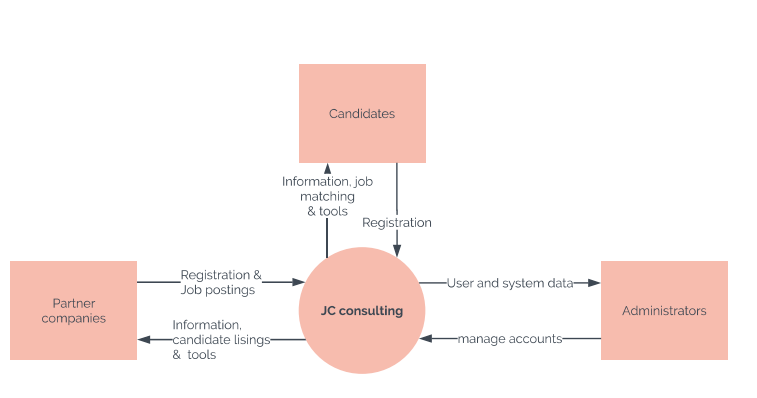 Candidates
Information, job
matching
& tools
Registration
Registration &
Job postings
Partner
companies
JC consulting
User and system data
Administrators
Information,
candidate lisings
& tools
manage accounts